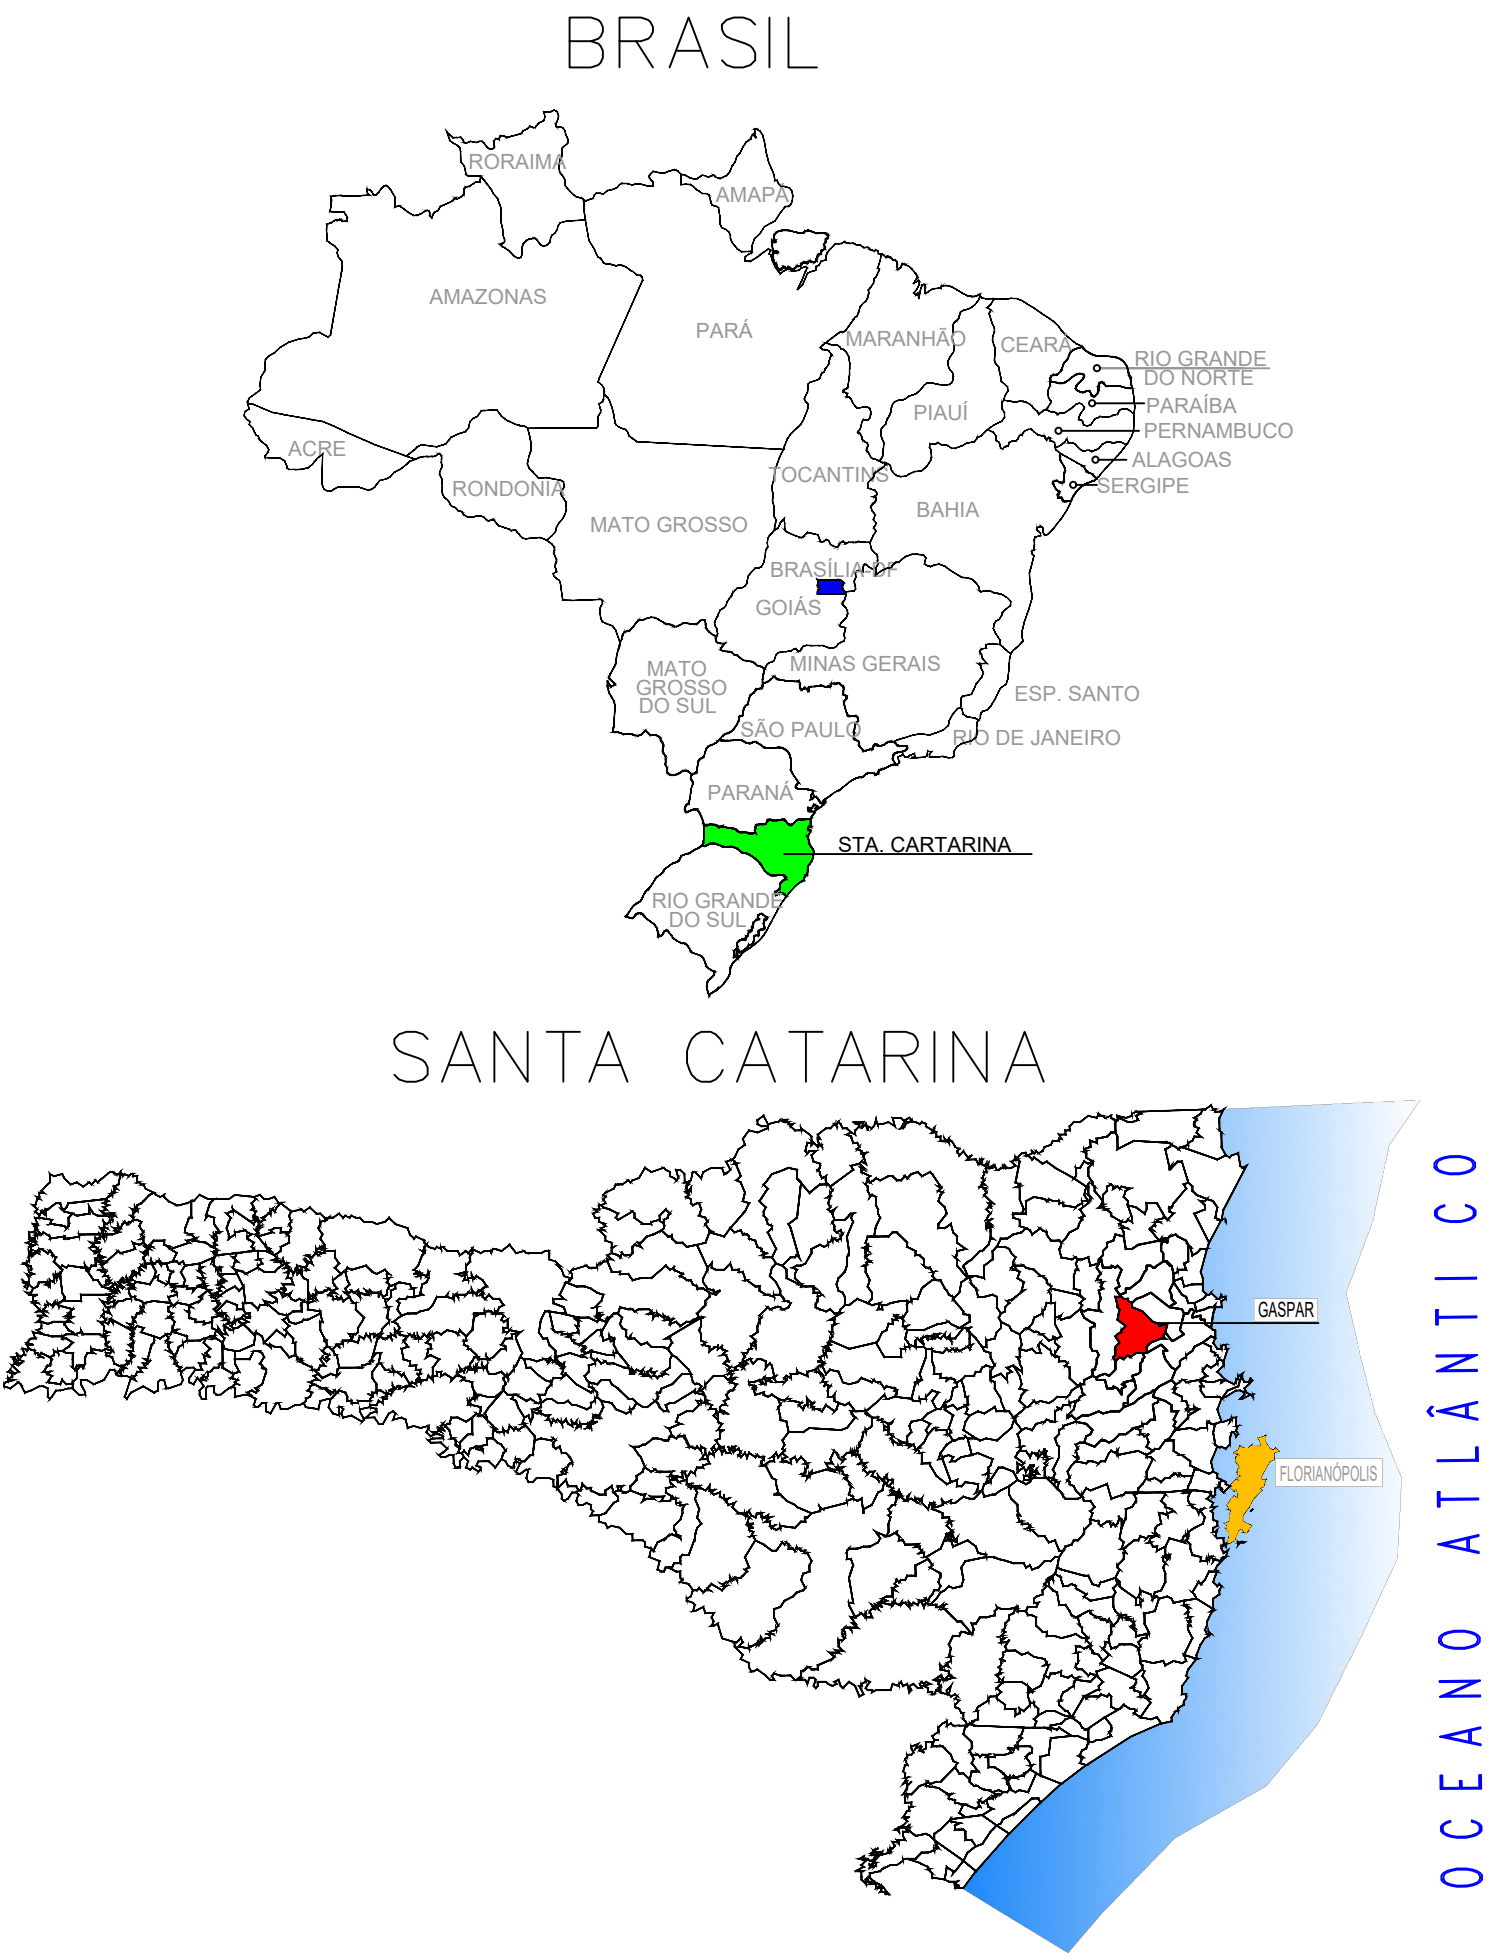 BRASIL
RORAIMA
AMAPÁ
AMAZONAS
PARÁ
MARANHÃO
CEARÁ
RIO GRANDE
DO NORTE
PARAÍBA
PIAUÍ
PERNAMBUCO
ACRE
ALAGOAS
TOCANTINS
RONDONIA
SERGIPE
BAHIA
MATO GROSSO
BRASÍLIA-DF
GOIÁS
MINAS GERAIS
MATO
GROSSO
DO SUL
ESP. SANTO
SÃO PAULO
RIO DE JANEIRO
PARANÁ
STA. CARTARINA
RIO GRANDE
DO SUL
SANTA CATARINA
GASPAR
FLORIANÓPOLIS
OCEANO ATLÂNTICO